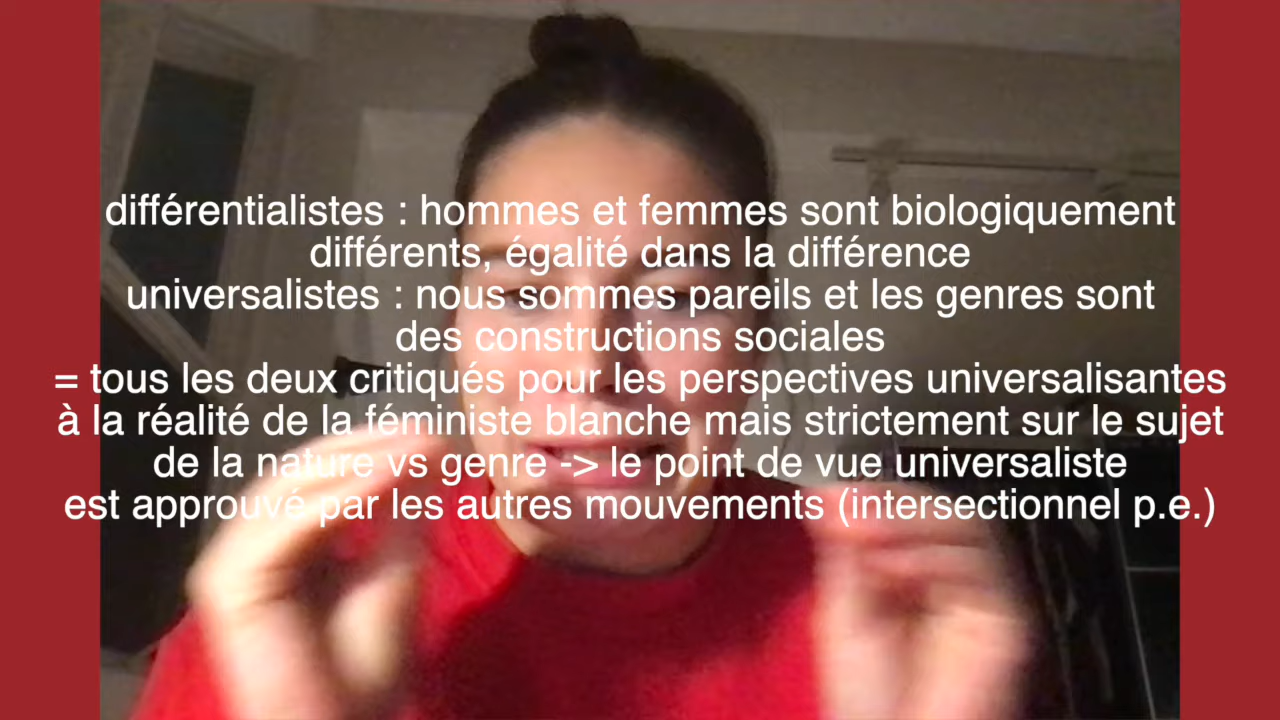 différentialistes : hommes et femmes sont biologiquement
différents, égalité dans la différence
universalistes : nous sommes pareils et les genres sont
des constructions sociales
= tous les deux critiqués pour les perspectives universalisantes
à la réalité de la féministe blanche mais strictement sur le sujet
de la nature vs genre -> le point de vue universaliste
est approuvé par les autres mouvements (intersectionnel p.e.)